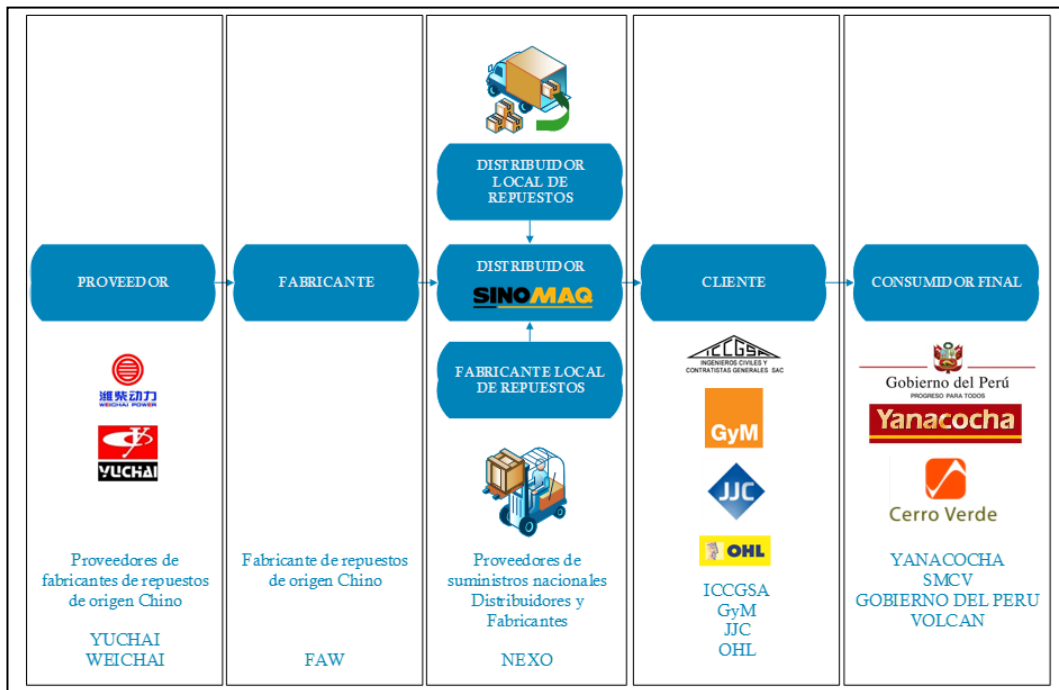 PROVEEDOR
潍柴动力
WEICHAI POWER
YUCHAI
Proveedores de
fabricantes de repuestos
de origen Chino
YUCHAI
WEICHAI
FABRICANTE
Fabricante de repuestos
de origen Chino
FAW
DISTRIBUIDOR
LOCAL DE
REPUESTOS
DISTRIBUIDOR
SINOMAQ
FABRICANTE LOCAL
DE REPUESTOS
Proveedores de
suministros nacionales
Distribuidores y
Fabricantes
NEXO
CLIENTE
ICCGSA
INGENIEROS CIVILES Y
CONTRATISTAS GENERALES SAC
GyM
JJC
OHL
ICCGSA
GyM
JJC
OHL
CONSUMIDOR FINAL
Gobierno del Perú
PROGRESO PARA TODOS
Yanacocha
Cerro Verde
YANACOCHA
SMCV
GOBIERNO DEL PERU
VOLCAN